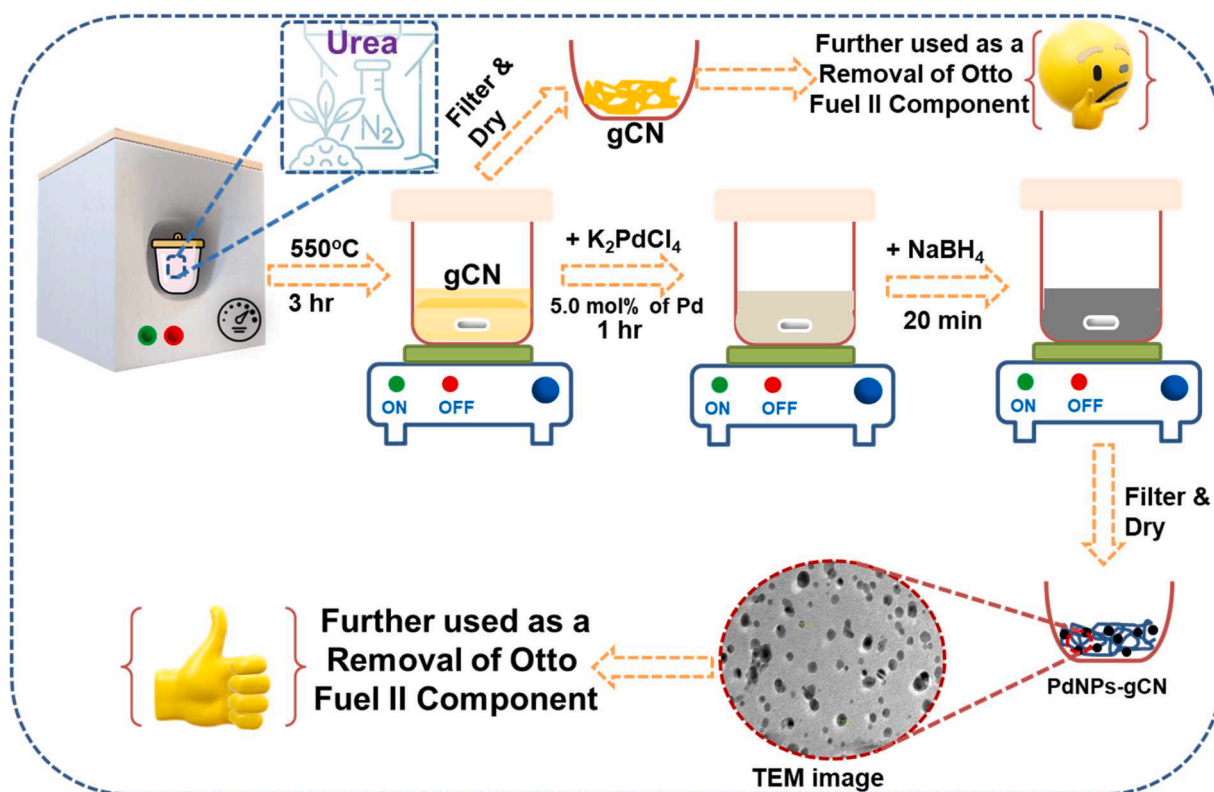 Urea
N₂
Filter &
Dry
gCN
Further used as a
Removal of Otto
Fuel II Component
550°C
3 hr
gCN
+ K₂PdCl₄
5.0 mol% of Pd
1 hr
+ NaBH₄
20 min
ON OFF
ON OFF
ON OFF
Filter &
Dry
PdNPs-gCN
TEM image
Further used as a
Removal of Otto
Fuel II Component